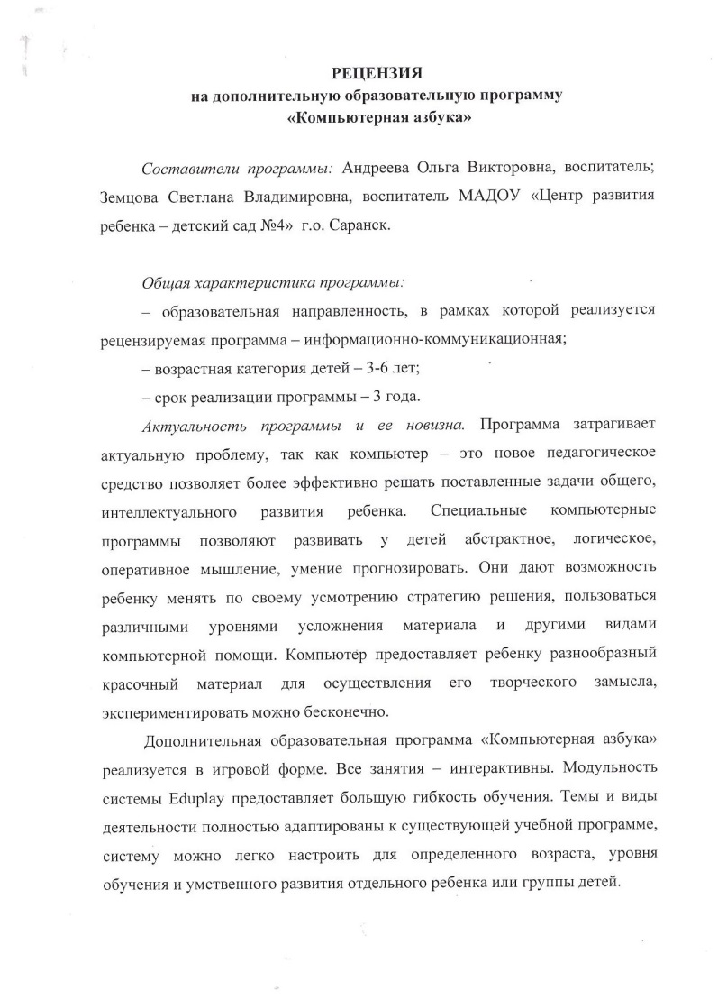 РЕЦЕНЗИЯ
на дополнительную образовательную программу
«Компьютерная азбука»
Составители программы: Андреева Ольга Викторовна, воспитатель;
Земцова Светлана Владимировна, воспитатель МАДОУ «Центр развития
ребенка – детский сад №4» г.о. Саранск.
Общая характеристика программы:
– образовательная направленность, в рамках которой реализуется
рецензируемая программа – информационно-коммуникационная;
– возрастная категория детей – 3-6 лет;
– срок реализации программы – 3 года.
Актуальность программы и ее новизна. Программа затрагивает
актуальную проблему, так как компьютер – это новое педагогическое
средство позволяет более эффективно решать поставленные задачи общего,
интеллектуального развития ребенка. Специальные компьютерные
программы позволяют развивать у детей абстрактное, логическое,
оперативное мышление, умение прогнозировать. Они дают возможность
ребенку менять по своему усмотрению стратегию решения, пользоваться
различными уровнями усложнения материала и другими видами
компьютерной помощи. Компьютер предоставляет ребенку разнообразный
красочный материал для осуществления его творческого замысла,
экспериментировать можно бесконечно.
Дополнительная образовательная программа «Компьютерная азбука»
реализуется в игровой форме. Все занятия – интерактивны. Модульность
системы Eduplay предоставляет большую гибкость обучения. Темы и виды
деятельности полностью адаптированы к существующей учебной программе,
систему можно легко настроить для определенного возраста, уровня
обучения и умственного развития отдельного ребенка или группы детей.